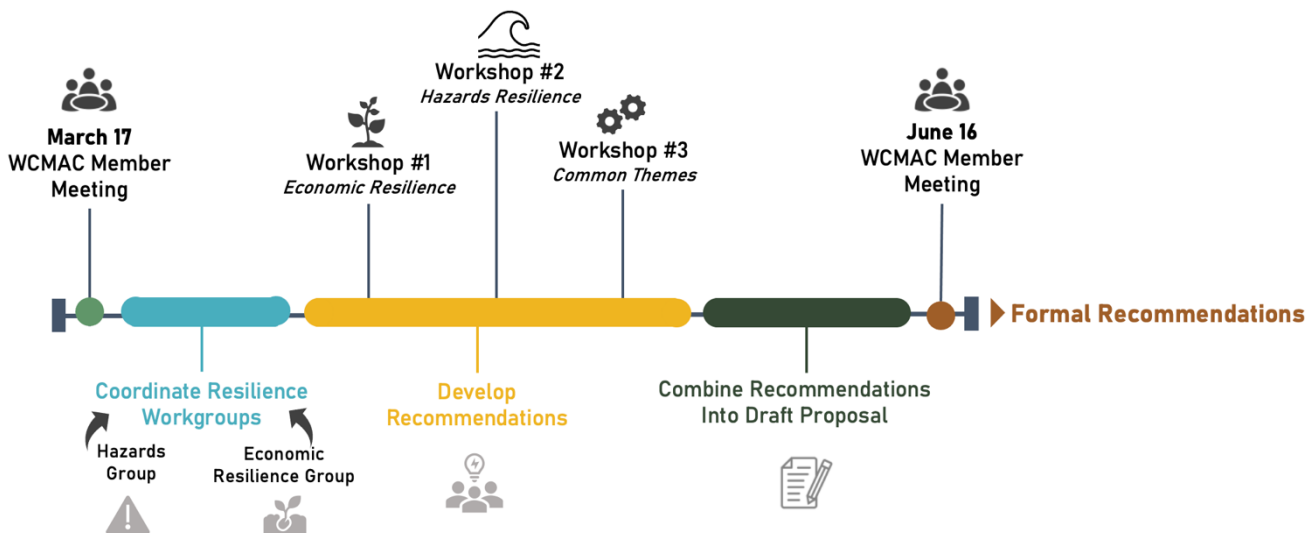 March 17
WCMAC Member
Meeting
Workshop #1
Economic Resilience
Workshop #2
Hazards Resilience
Workshop #3
Common Themes
June 16
WCMAC Member
Meeting
Formal Recommendations
Coordinate Resilience
Workgroups
Hazards
Group
Economic
Resilience Group
Develop
Recommendations
Combine Recommendations
Into Draft Proposal